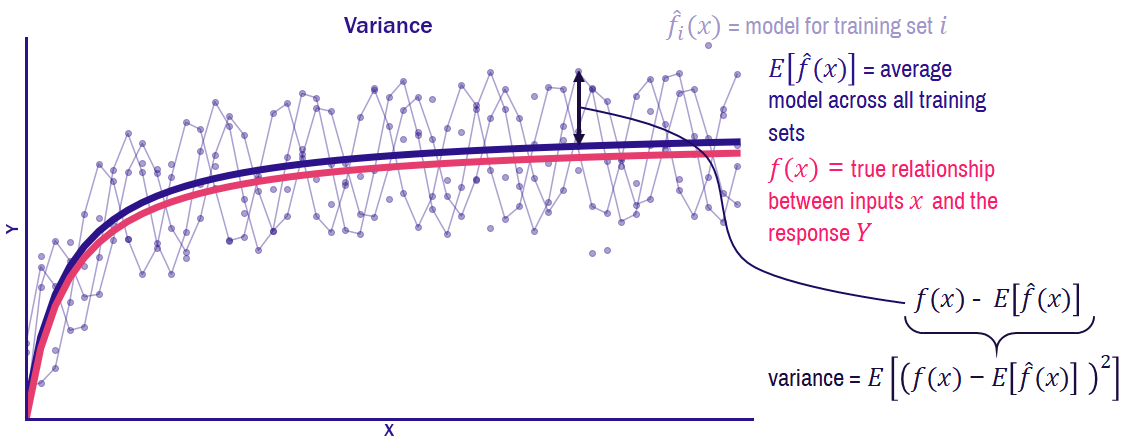 Variance
f̂ᵢ(x) = model for training set i
E[f̂(x)] = average
model across all training
sets
f(x) = true relationship
between inputs x and the
response Y
Y
f(x) - E[f̂(x)]
variance = E[(f(x) − E[f̂(x)] )²]
X